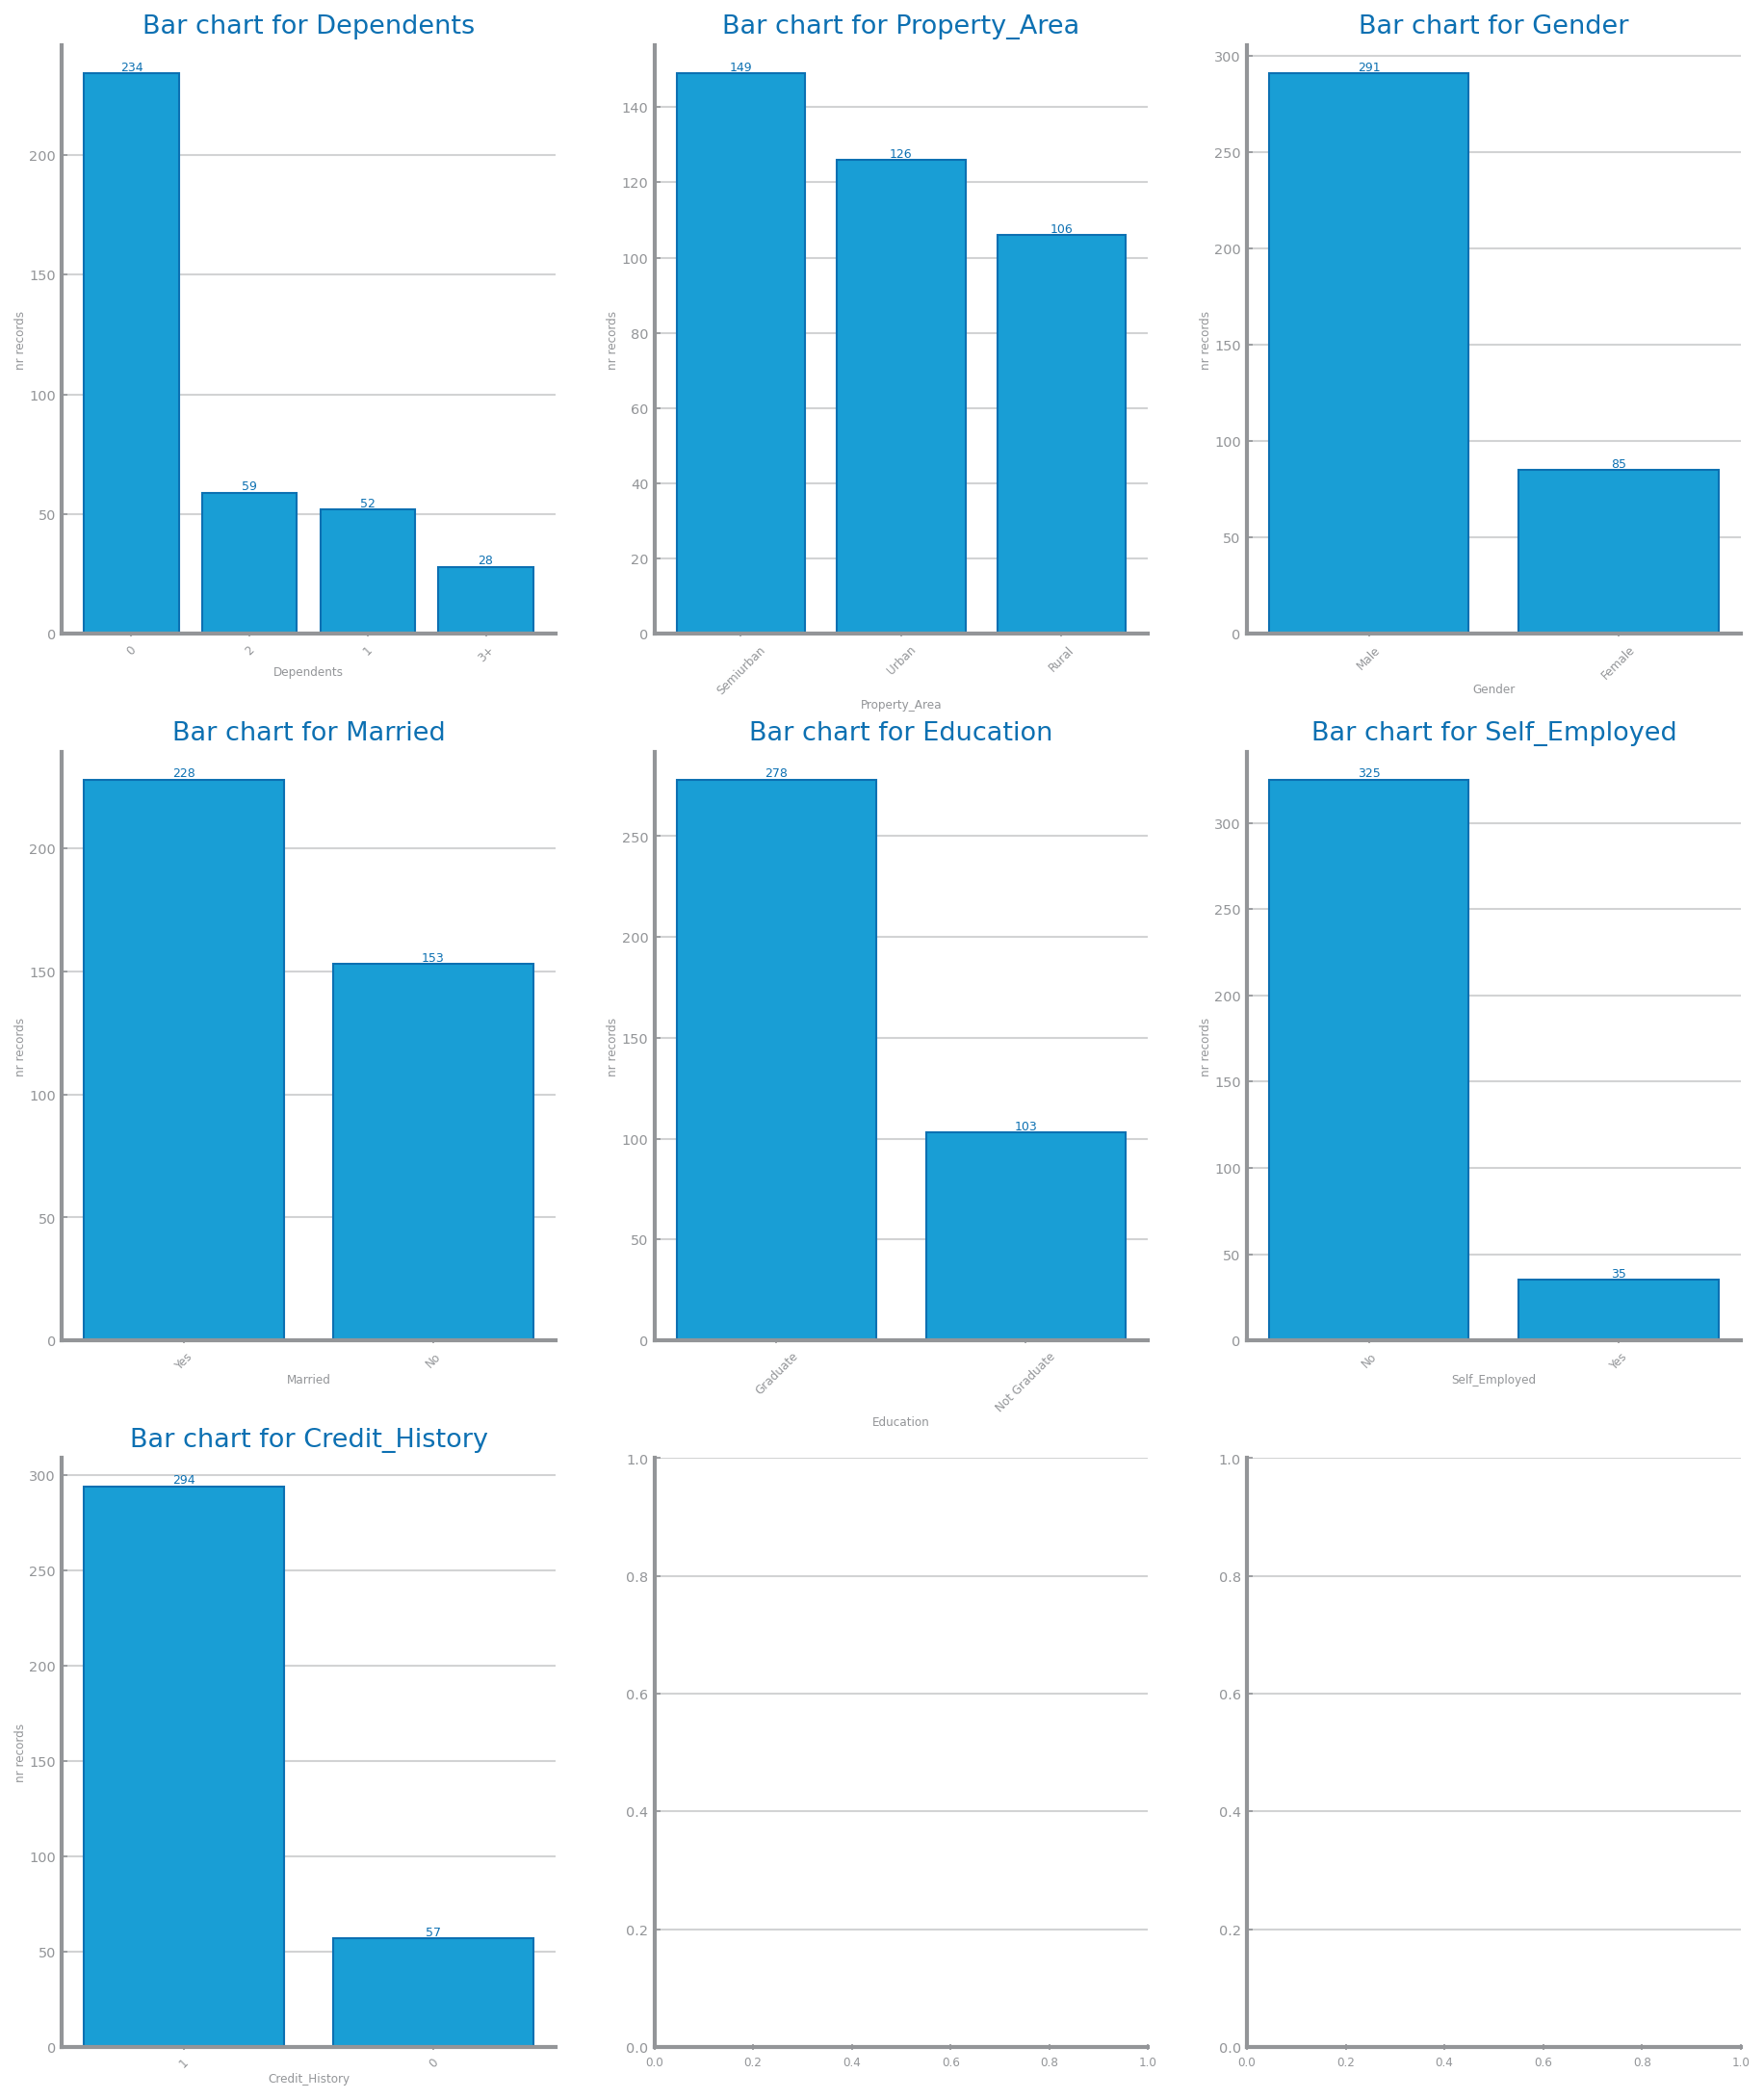 Bar chart for Dependents
234
200
150
100
50
0
59
52
28
nr records
0
2
1
3+
Dependents
Bar chart for Property_Area
149
140
126
120
106
100
80
60
40
20
0
nr records
Semiurban
Urban
Rural
Property_Area
Bar chart for Gender
300
291
250
200
150
100
85
50
0
nr records
Male
Female
Gender
Bar chart for Married
228
200
153
150
100
50
0
nr records
Yes
No
Married
Bar chart for Education
278
250
200
150
103
100
50
0
nr records
Graduate
Not Graduate
Education
Bar chart for Self_Employed
325
300
250
200
150
100
50
35
0
nr records
No
Yes
Self_Employed
Bar chart for Credit_History
300
294
250
200
150
100
57
50
0
nr records
1
0
Credit_History
1.0
0.8
0.6
0.4
0.2
0.0
0.0 0.2 0.4 0.6 0.8 1.0
1.0
0.8
0.6
0.4
0.2
0.0
0.0 0.2 0.4 0.6 0.8 1.0